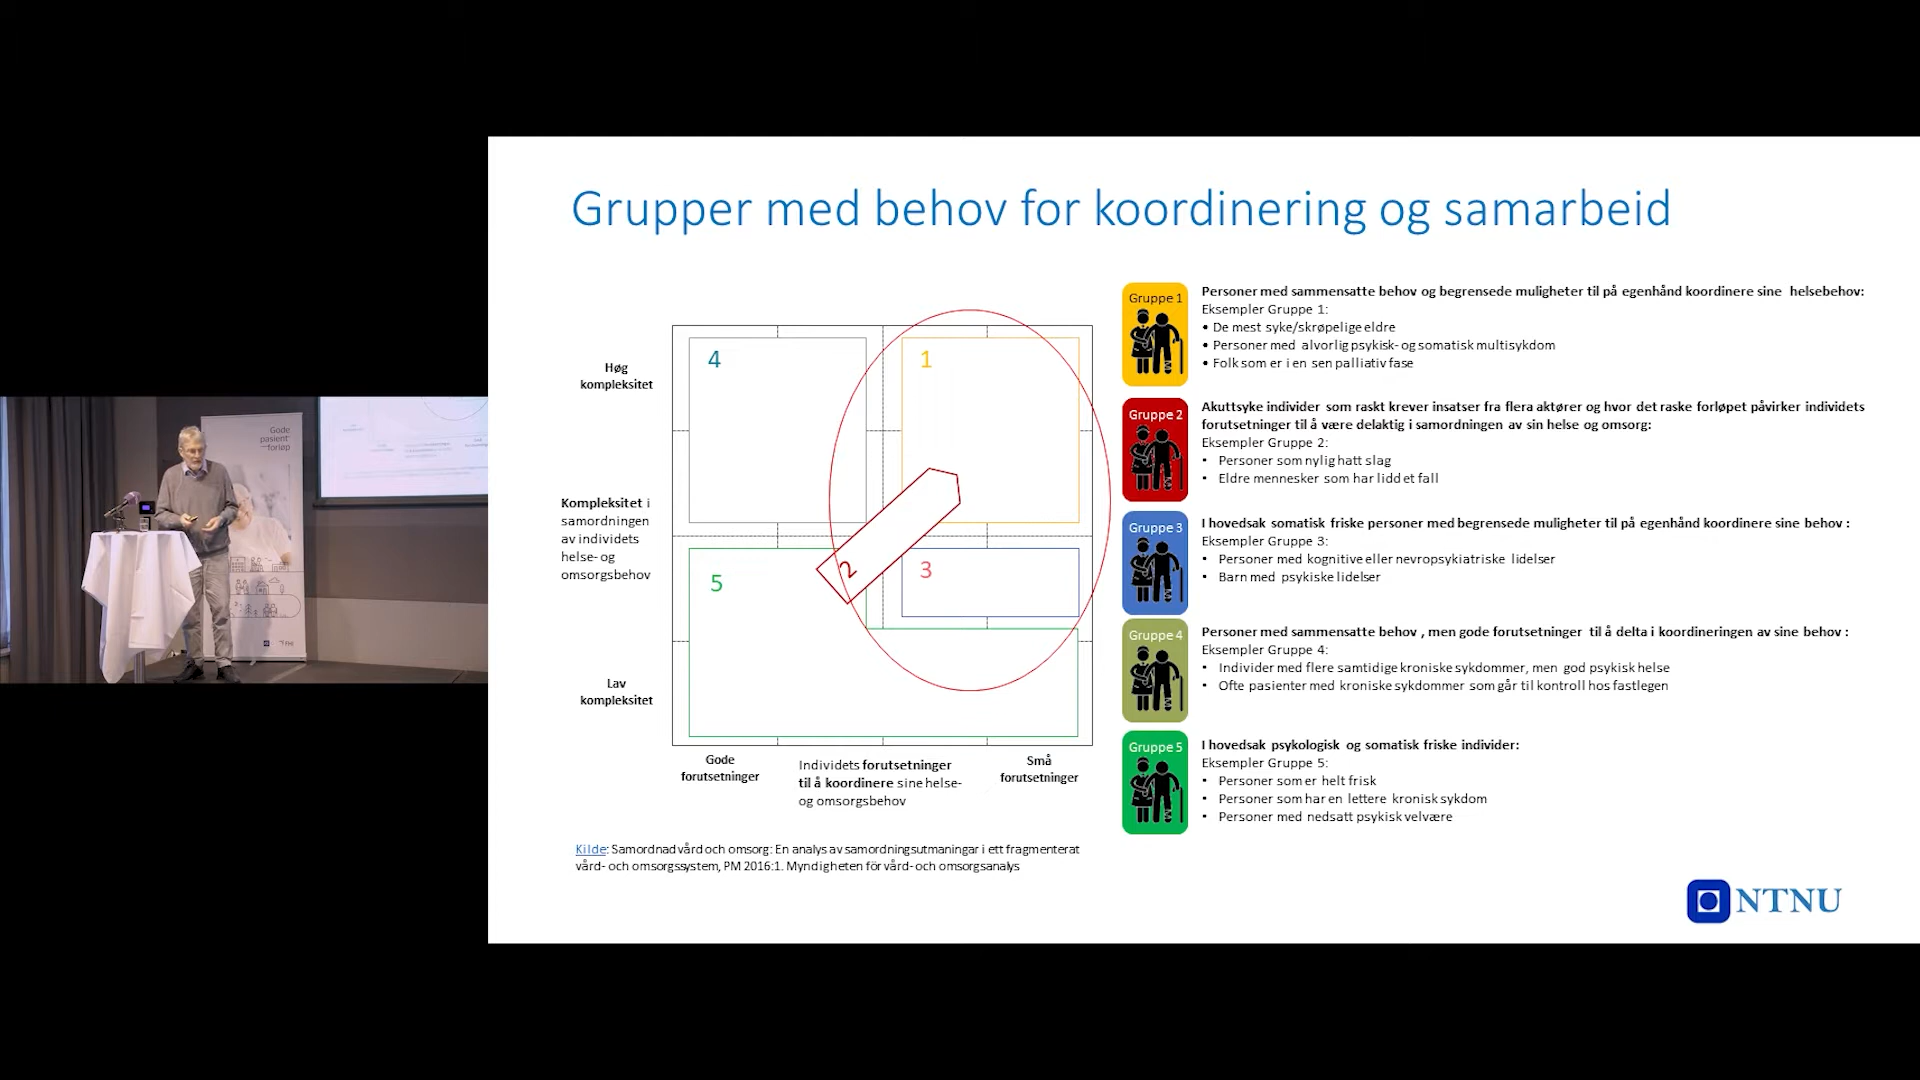 Grupper med behov for koordinering og samarbeid
Høg
kompleksitet
Kompleksitet i
samordningen
av individets
helse- og
omsorgsbehov
Lav
kompleksitet
4
1
2
3
5
Gode
forutsetninger
Individets forutsetninger
til å koordinere sine helse-
og omsorgsbehov
Små
forutsetninger
Kilde: Samordnad vård och omsorg: En analys av samordningsutmaningar i ett fragmenterat
vård- och omsorgssystem, PM 2016:1. Myndigheten för vård- och omsorgsanalys
Gruppe 1
Personer med sammensatte behov og begrensede muligheter til på egenhånd koordinere sine helsebehov:
Eksempler Gruppe 1:
• De mest syke/skrøpelige eldre
• Personer med alvorlig psykisk- og somatisk multisykdom
• Folk som er i en sen palliativ fase
Gruppe 2
Akuttsyke individer som raskt krever insatser fra flera aktører og hvor det raske forløpet påvirker individets
forutsetninger til å være delaktig i samordningen av sin helse og omsorg:
Eksempler Gruppe 2:
• Personer som nylig hatt slag
• Eldre mennesker som har lidd et fall
Gruppe 3
I hovedsak somatisk friske personer med begrensede muligheter til på egenhånd koordinere sine behov :
Eksempler Gruppe 3:
• Personer med kognitive eller nevropsykiatriske lidelser
• Barn med psykiske lidelser
Gruppe 4
Personer med sammensatte behov , men gode forutsetninger til å delta i koordineringen av sine behov :
Eksempler Gruppe 4:
• Individer med flere samtidige kroniske sykdommer, men god psykisk helse
• Ofte pasienter med kroniske sykdommer som går til kontroll hos fastlegen
Gruppe 5
I hovedsak psykologisk og somatisk friske individer:
Eksempler Gruppe 5:
• Personer som er helt frisk
• Personer som har en lettere kronisk sykdom
• Personer med nedsatt psykisk velvære
NTNU
Gode
pasient
forløp